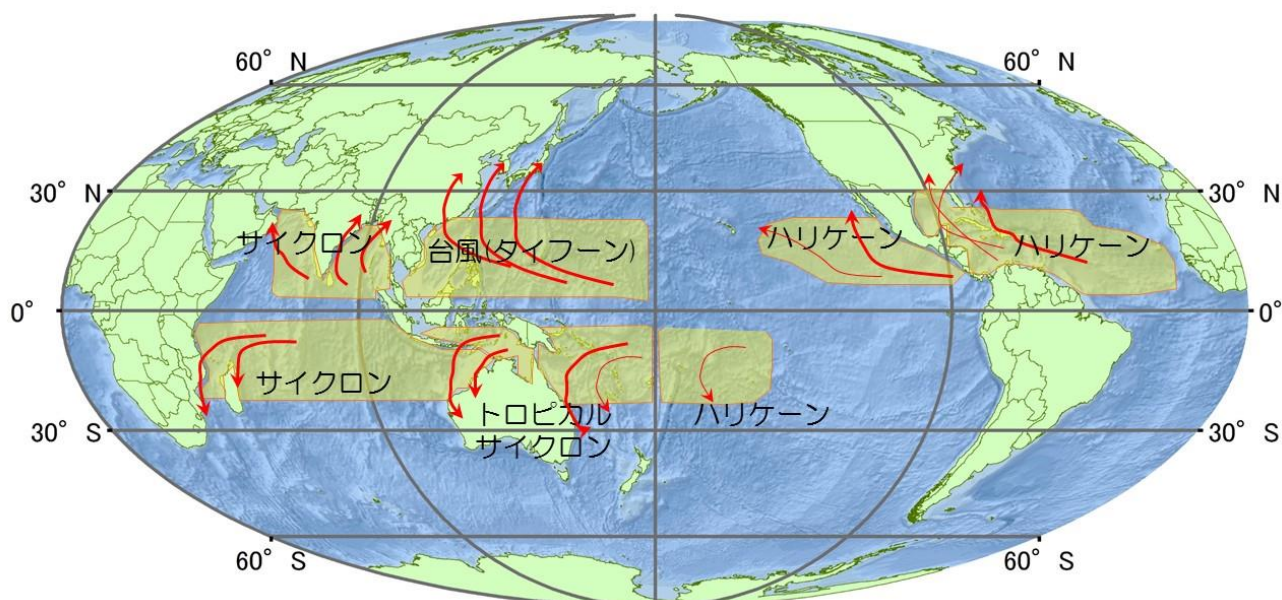 60° N
60° N
30° N
30° N
サイクロン
台風(タイフーン)
ハリケーン
ハリケーン
0°
0°
サイクロン
トロピカル
サイクロン
ハリケーン
30° S
30° S
60° S
60° S